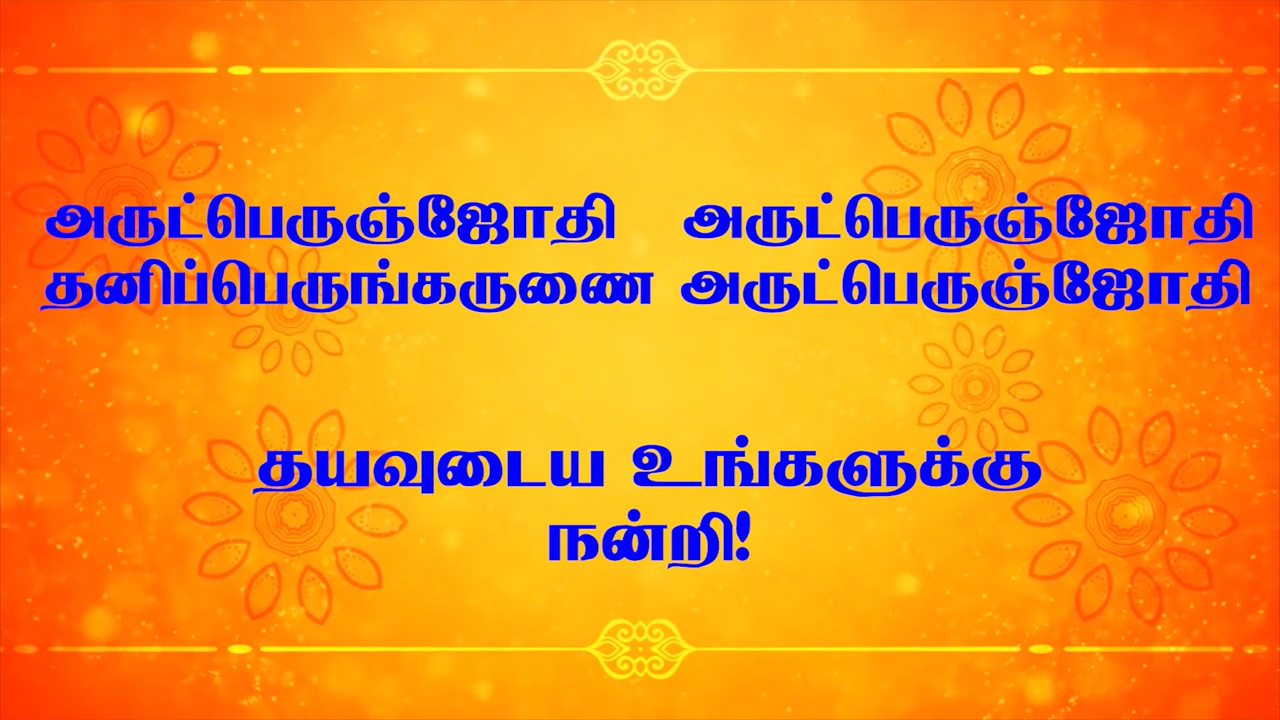 அருட்பெருஞ்ஜோதி அருட்பெருஞ்ஜோதி
தனிப்பெருங்கருணை அருட்பெருஞ்ஜோதி
தயவுடைய உங்களுக்கு
நன்றி!